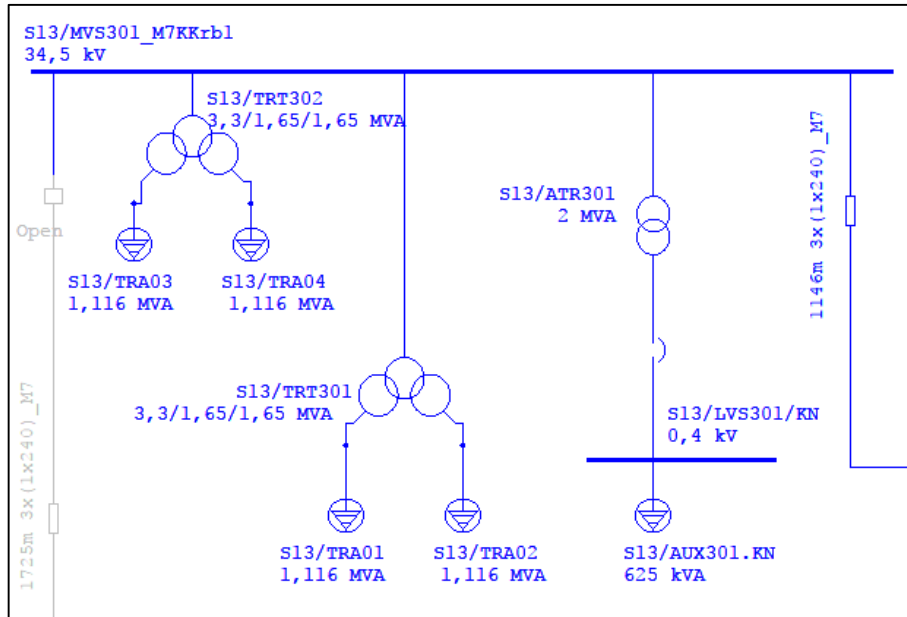 S13/MVS301_M7KKrb1
34,5 kV
S13/TRT302
3,3/1,65/1,65 MVA
S13/ATR301
2 MVA
1146m 3x(1x240)_M7
Open
S13/TRA03
1,116 MVA
S13/TRA04
1,116 MVA
S13/TRT301
3,3/1,65/1,65 MVA
S13/LVS301/KN
0,4 kV
1725m 3x(1x240)_M7
S13/TRA01
1,116 MVA
S13/TRA02
1,116 MVA
S13/AUX301.KN
625 kVA